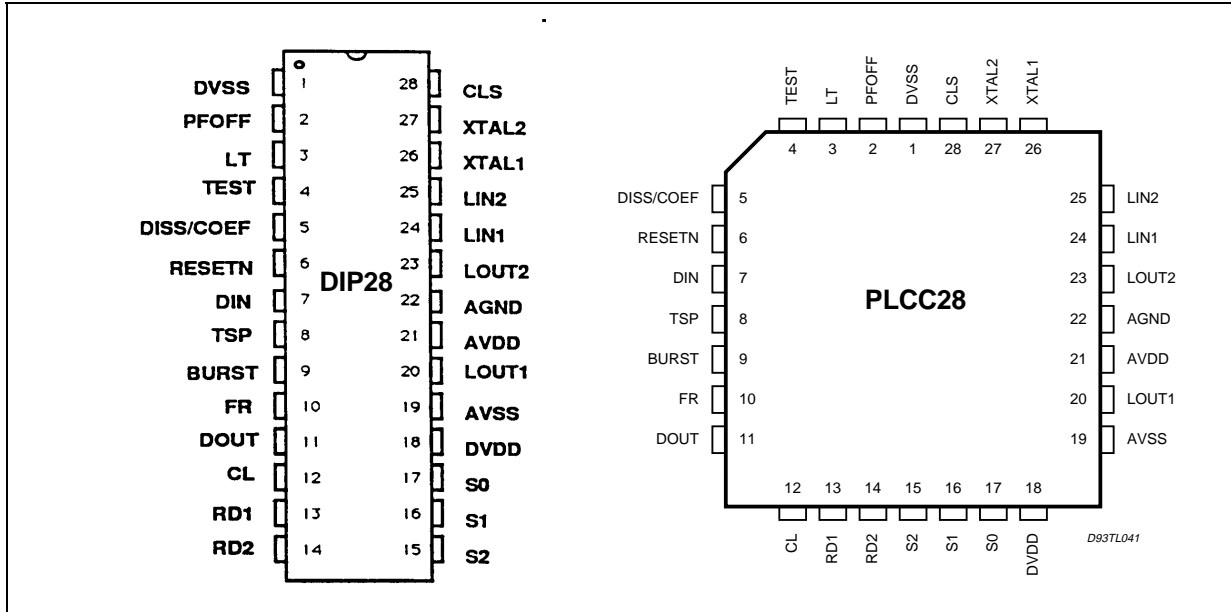 DVSS 1 28 CLS
PFOFF 2 27 XTAL2
LT 3 26 XTAL1
TEST 4 25 LIN2
DISS/COEF 5 24 LIN1
RESETN 6 23 LOUT2
DIP28
DIN 7 22 AGND
TSP 8 21 AVDD
BURST 9 20 LOUT1
FR 10 19 AVSS
DOUT 11 18 DVDD
CL 12 17 S0
RD1 13 16 S1
RD2 14 15 S2
TEST LT PFOFF DVSS CLS XTAL2 XTAL1
4 3 2 1 28 27 26
DISS/COEF 5 25 LIN2
RESETN 6 24 LIN1
DIN 7 23 LOUT2
PLCC28
TSP 8 22 AGND
BURST 9 21 AVDD
FR 10 20 LOUT1
DOUT 11 19 AVSS
12 13 14 15 16 17 18
CL RD1 RD2 S2 S1 S0 DVDD
D93TL041